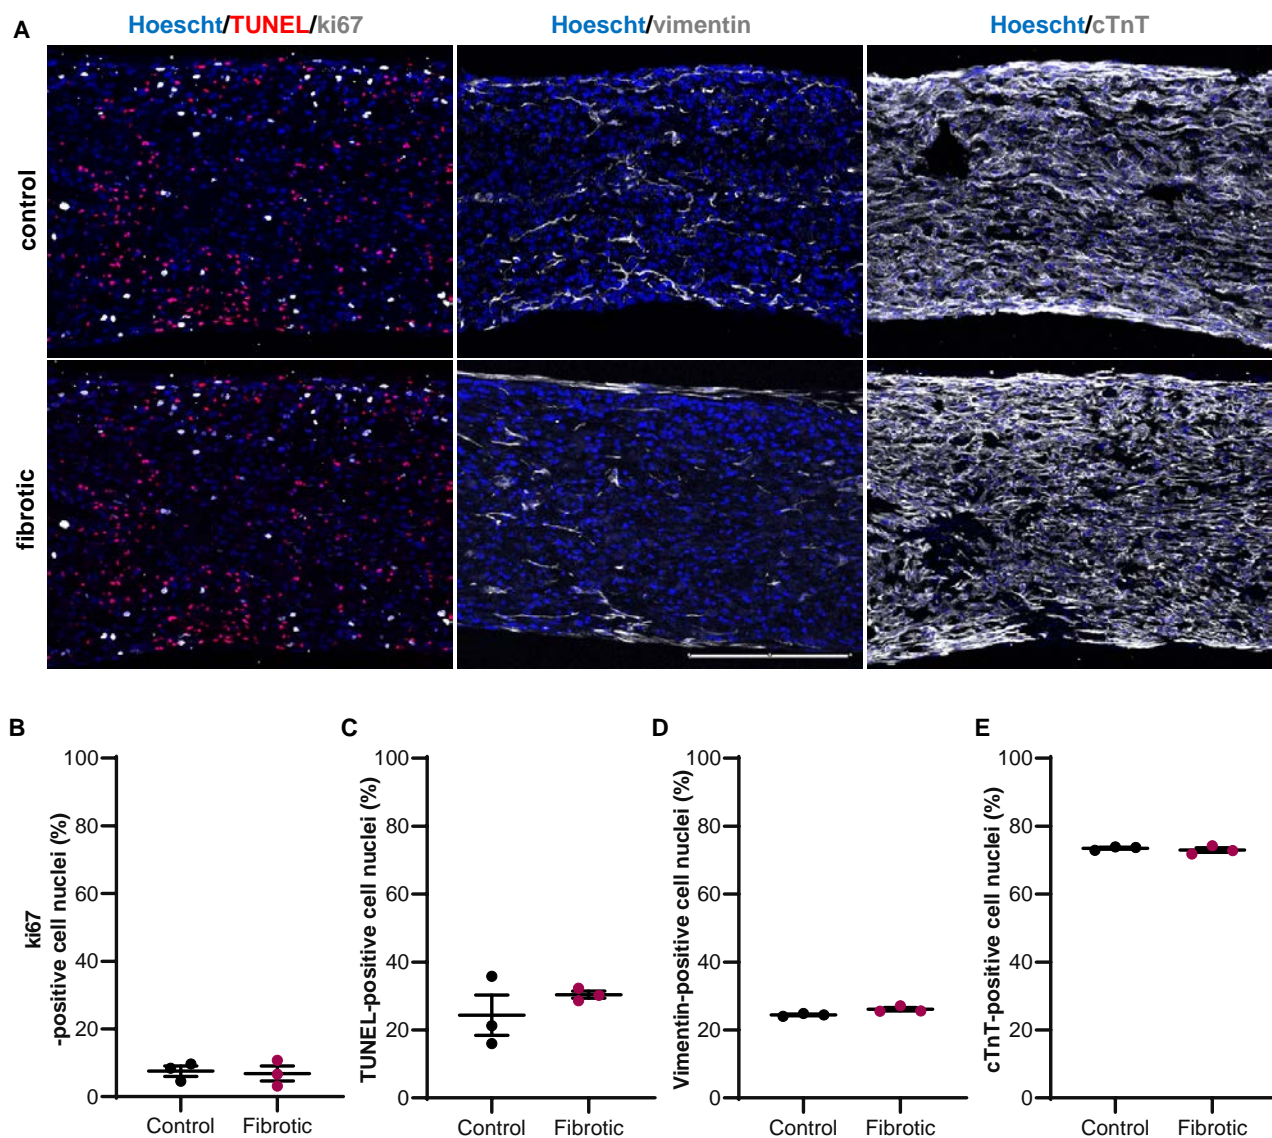 A
Hoescht/TUNEL/ki67
Hoescht/vimentin
Hoescht/cTnT
control
fibrotic
B
ki67
-positive cell nuclei (%)
100
80
60
40
20
0
Control
Fibrotic
C
TUNEL-positive cell nuclei (%)
100
80
60
40
20
0
Control
Fibrotic
D
Vimentin-positive cell nuclei (%)
100
80
60
40
20
0
Control
Fibrotic
E
cTnT-positive cell nuclei (%)
100
80
60
40
20
0
Control
Fibrotic